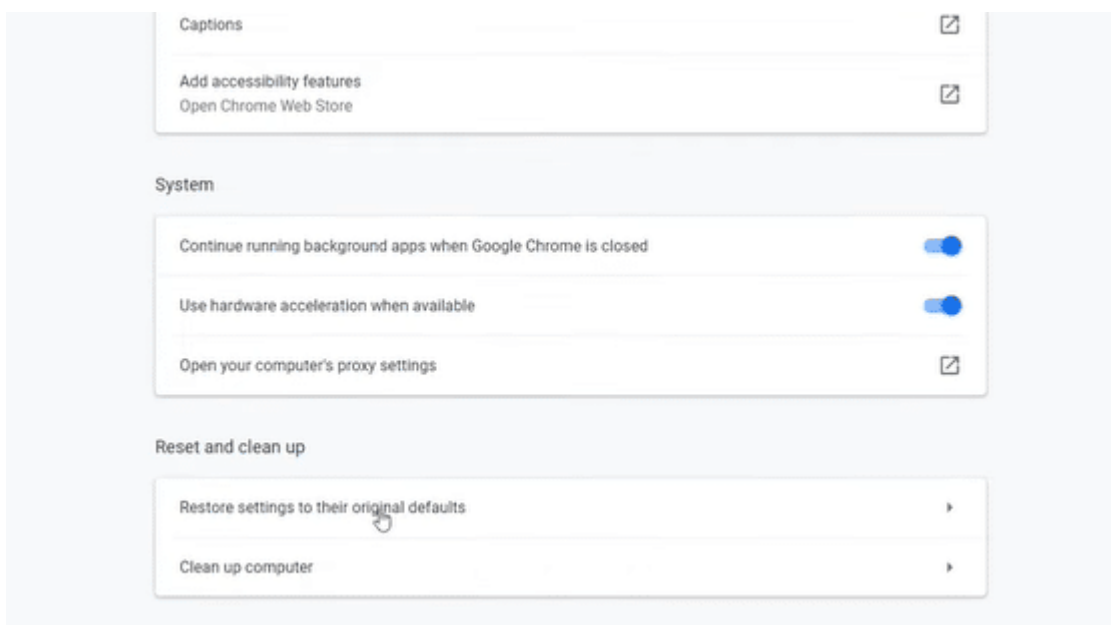 Captions
Add accessibility features
Open Chrome Web Store
System
Continue running background apps when Google Chrome is closed
Use hardware acceleration when available
Open your computer's proxy settings
Reset and clean up
Restore settings to their original defaults
Clean up computer